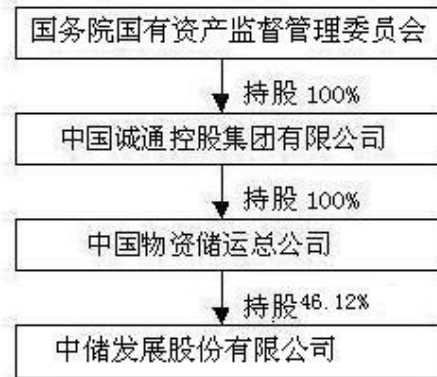 国务院国有资产监督管理委员会
持股 100%
中国诚通控股集团有限公司
持股 100%
中国物资储运总公司
持股46.12%
中储发展股份有限公司